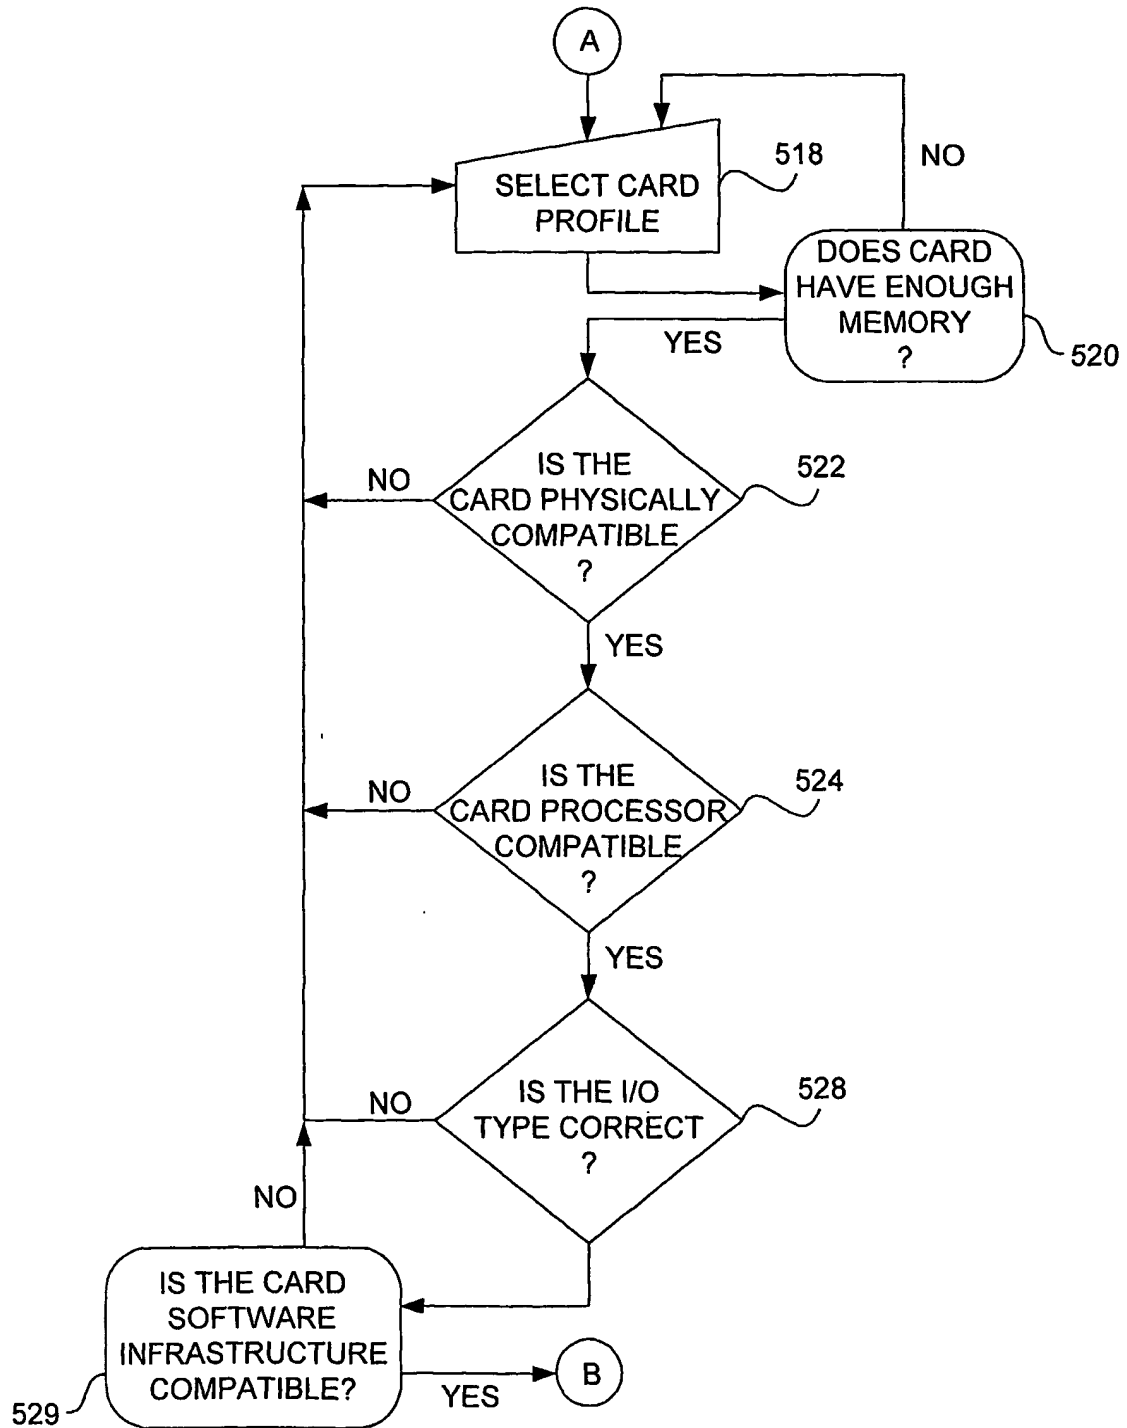 A
SELECT CARD
PROFILE
518
NO
DOES CARD
HAVE ENOUGH
MEMORY
?
520
YES
IS THE
CARD PHYSICALLY
COMPATIBLE
?
522
NO
YES
IS THE
CARD PROCESSOR
COMPATIBLE
?
524
NO
YES
IS THE I/O
TYPE CORRECT
?
528
NO
NO
IS THE CARD
SOFTWARE
INFRASTRUCTURE
COMPATIBLE?
529
YES
B